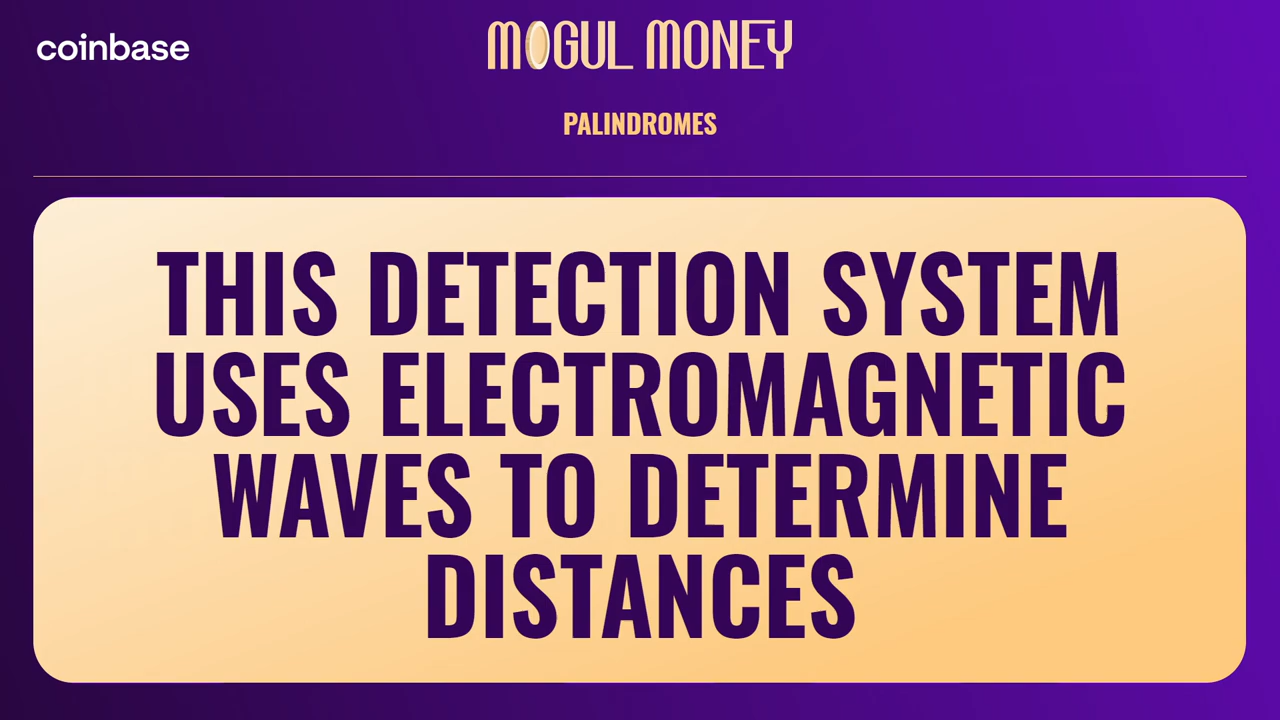 coinbase
MOGUL MONEY
PALINDROMES
THIS DETECTION SYSTEM
USES ELECTROMAGNETIC
WAVES TO DETERMINE
DISTANCES